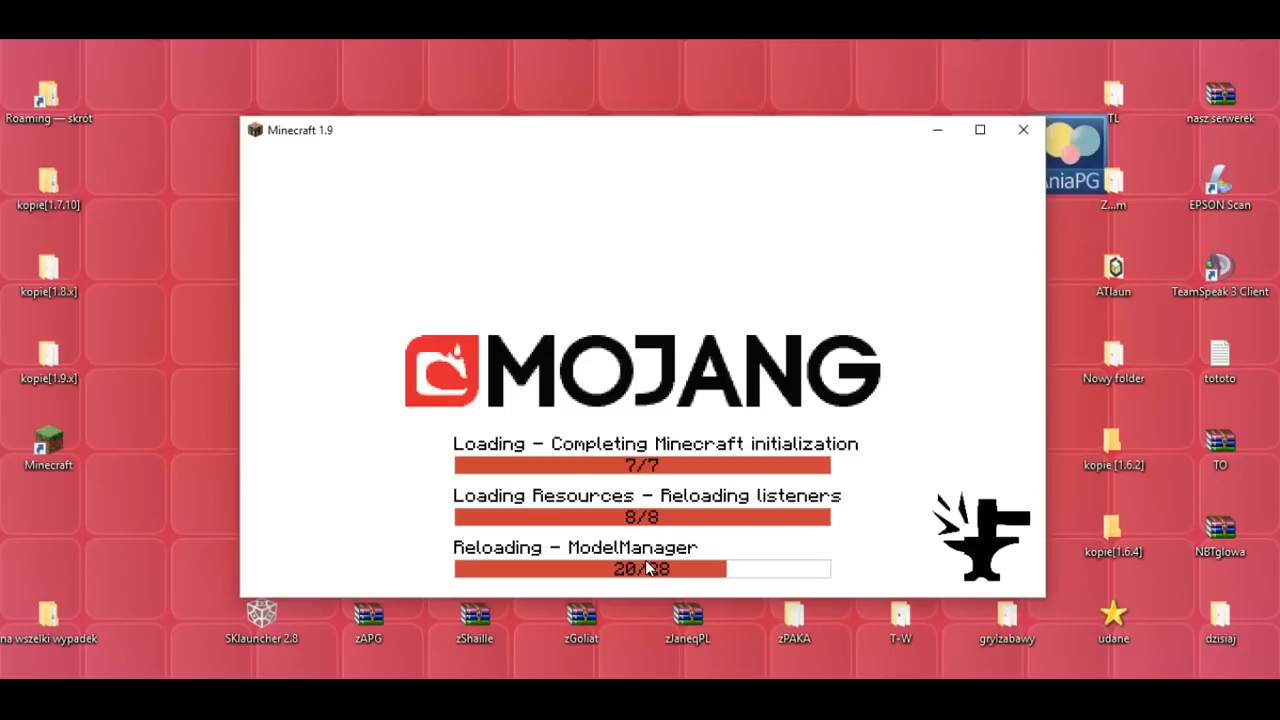 Minecraft 1.9
MOJANG
Loading - Completing Minecraft initialization
7/7
Loading Resources - Reloading listeners
8/8
Reloading - ModelManager
Roaming — skrót
kopie[1.7.10]
kopie[1.8.x]
kopie[1.9.x]
Minecraft
na wszelki wypadek
SKlauncher 2.8
zAPG
zShaille
zGoliat
zJaneqPL
zPAKA
T-W
gryIzabawy
udane
dzisiaj
TL
nasz serwerek
niaPG
Z...m
EPSON Scan
ATlaun
TeamSpeak 3 Client
Nowy folder
tototo
kopie [1.6.2]
TO
kopie[1.6.4]
NBTglowa